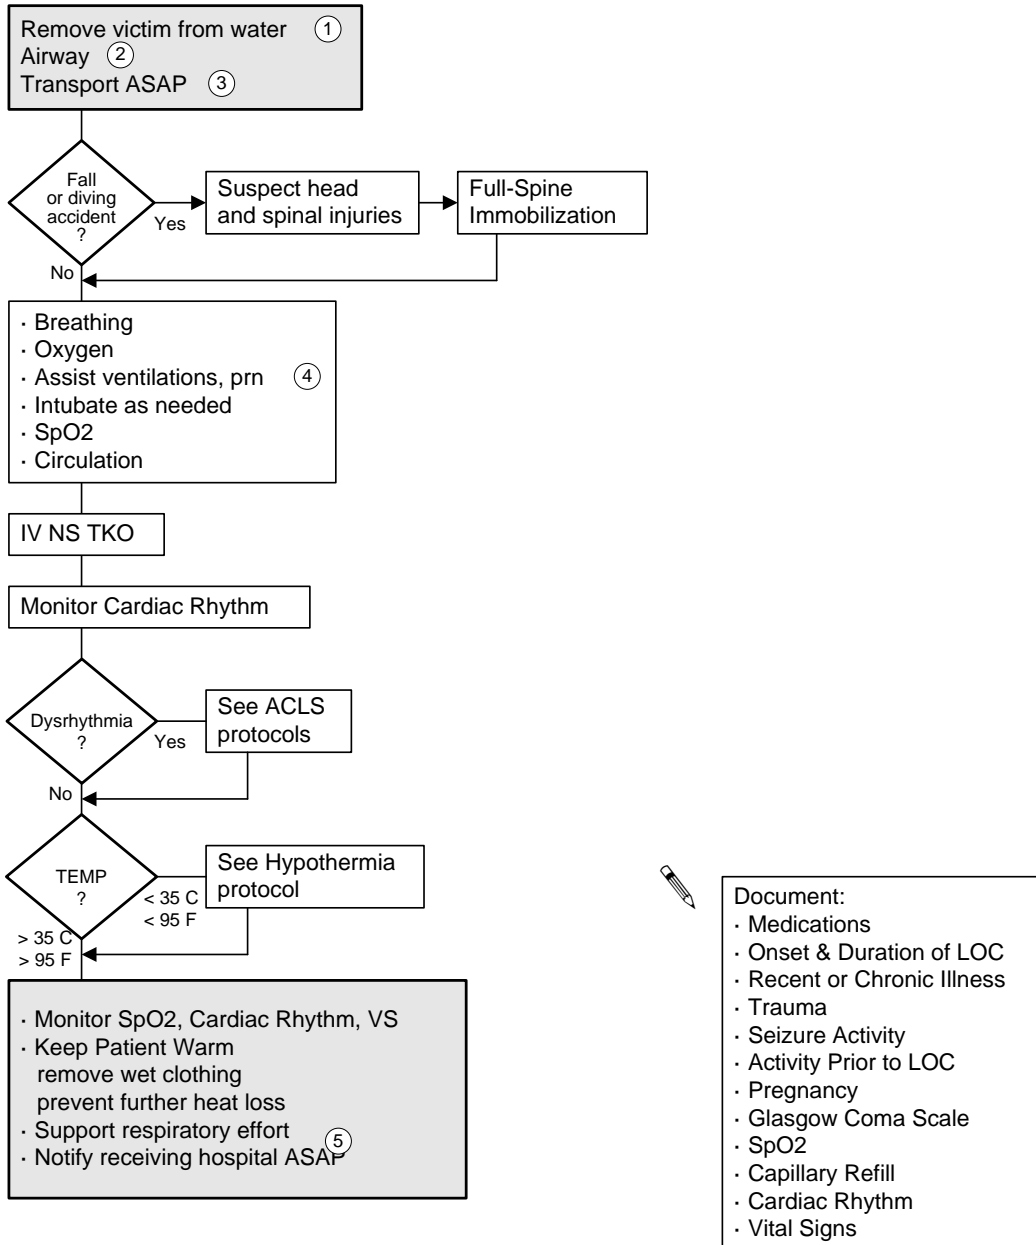 Remove victim from water 1
Airway 2
Transport ASAP 3
Fall
or diving
accident
?
Yes
Suspect head
and spinal injuries
Full-Spine
Immobilization
No
· Breathing
· Oxygen
· Assist ventilations, prn 4
· Intubate as needed
· SpO2
· Circulation
IV NS TKO
Monitor Cardiac Rhythm
Dysrhythmia
?
Yes
See ACLS
protocols
No
TEMP
?
< 35 C
< 95 F
See Hypothermia
protocol
> 35 C
> 95 F
· Monitor SpO2, Cardiac Rhythm, VS
· Keep Patient Warm
remove wet clothing
prevent further heat loss
· Support respiratory effort 5
· Notify receiving hospital ASAP
Document:
· Medications
· Onset & Duration of LOC
· Recent or Chronic Illness
· Trauma
· Seizure Activity
· Activity Prior to LOC
· Pregnancy
· Glasgow Coma Scale
· SpO2
· Capillary Refill
· Cardiac Rhythm
· Vital Signs